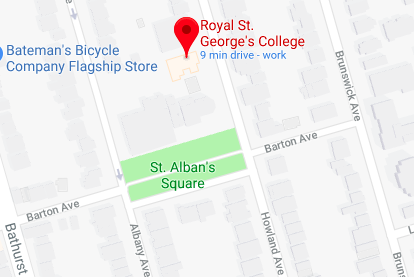 Royal St.
George's College
9 min drive - work
Bateman's Bicycle
Company Flagship Store
Brunswick Ave
Barton Ave
St. Alban's
Square
Barton Ave
Bathurst
Albany Ave
Howland Ave